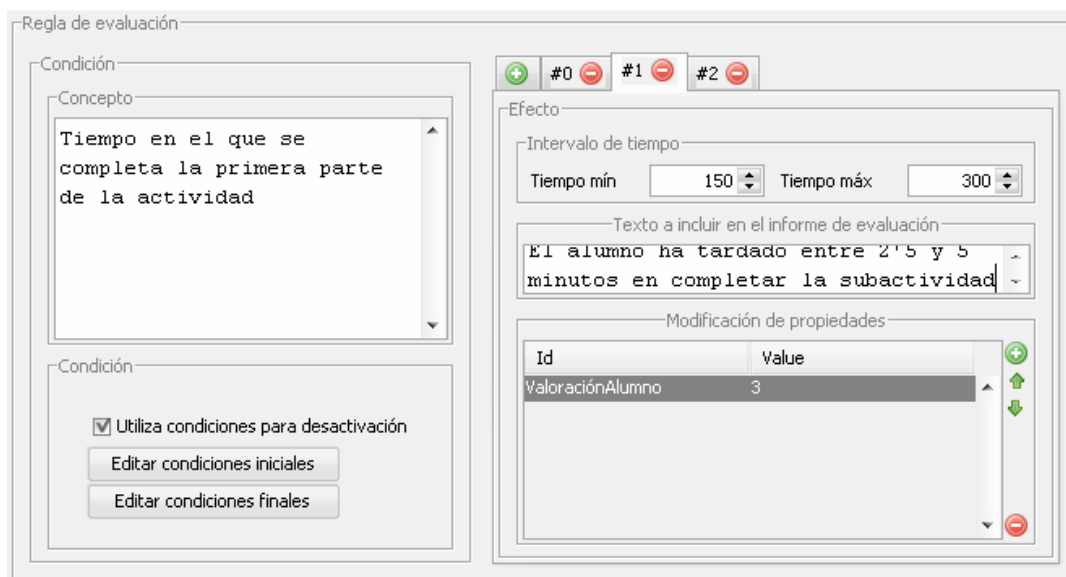 Regla de evaluación
Condición
Concepto
Tiempo en el que se
completa la primera parte
de la actividad
Condición
Utiliza condiciones para desactivación
Editar condiciones iniciales
Editar condiciones finales
#0 #1 #2
Efecto
Intervalo de tiempo
Tiempo mín 150 Tiempo máx 300
Texto a incluir en el informe de evaluación
El alumno ha tardado entre 2'5 y 5
minutos en completar la subactividad
Modificación de propiedades
Id Value
ValoraciónAlumno 3